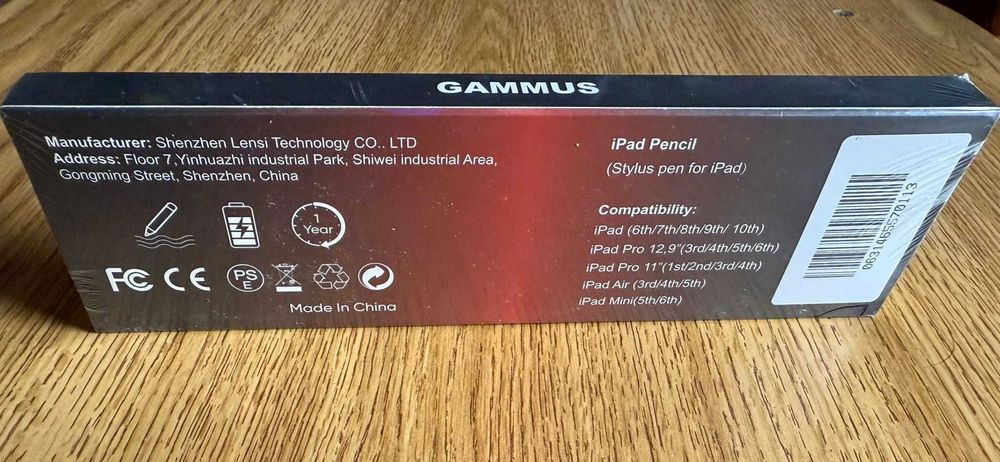 GAMMUS
Manufacturer: Shenzhen Lensi Technology CO.. LTD
Address: Floor 7,Yinhuazhi industrial Park, Shiwei industrial Area,
Gongming Street, Shenzhen, China
1
Year
FC CE
PS
E
Made In China
iPad Pencil
(Stylus pen for iPad)
Compatibility:
iPad (6th/7th/8th/9th/ 10th)
iPad Pro 12,9"(3rd/4th/5th/6th)
iPad Pro 11"(1st/2nd/3rd/4th)
iPad Air (3rd/4th/5th)
iPad Mini(5th/6th)
0631465570113